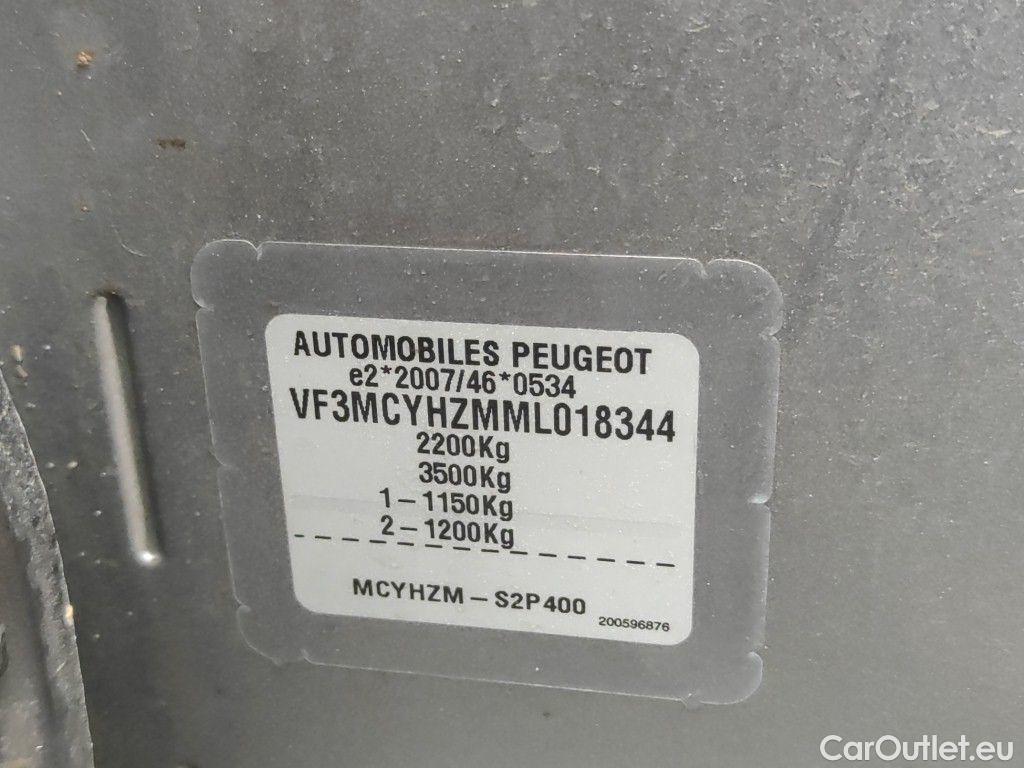 AUTOMOBILES PEUGEOT
e2*2007/46*0534
VF3MCYHZMML018344
2200Kg
3500Kg
1-1150Kg
2-1200Kg
MCYHZM-S2P400
200596876
CarOutlet.eu